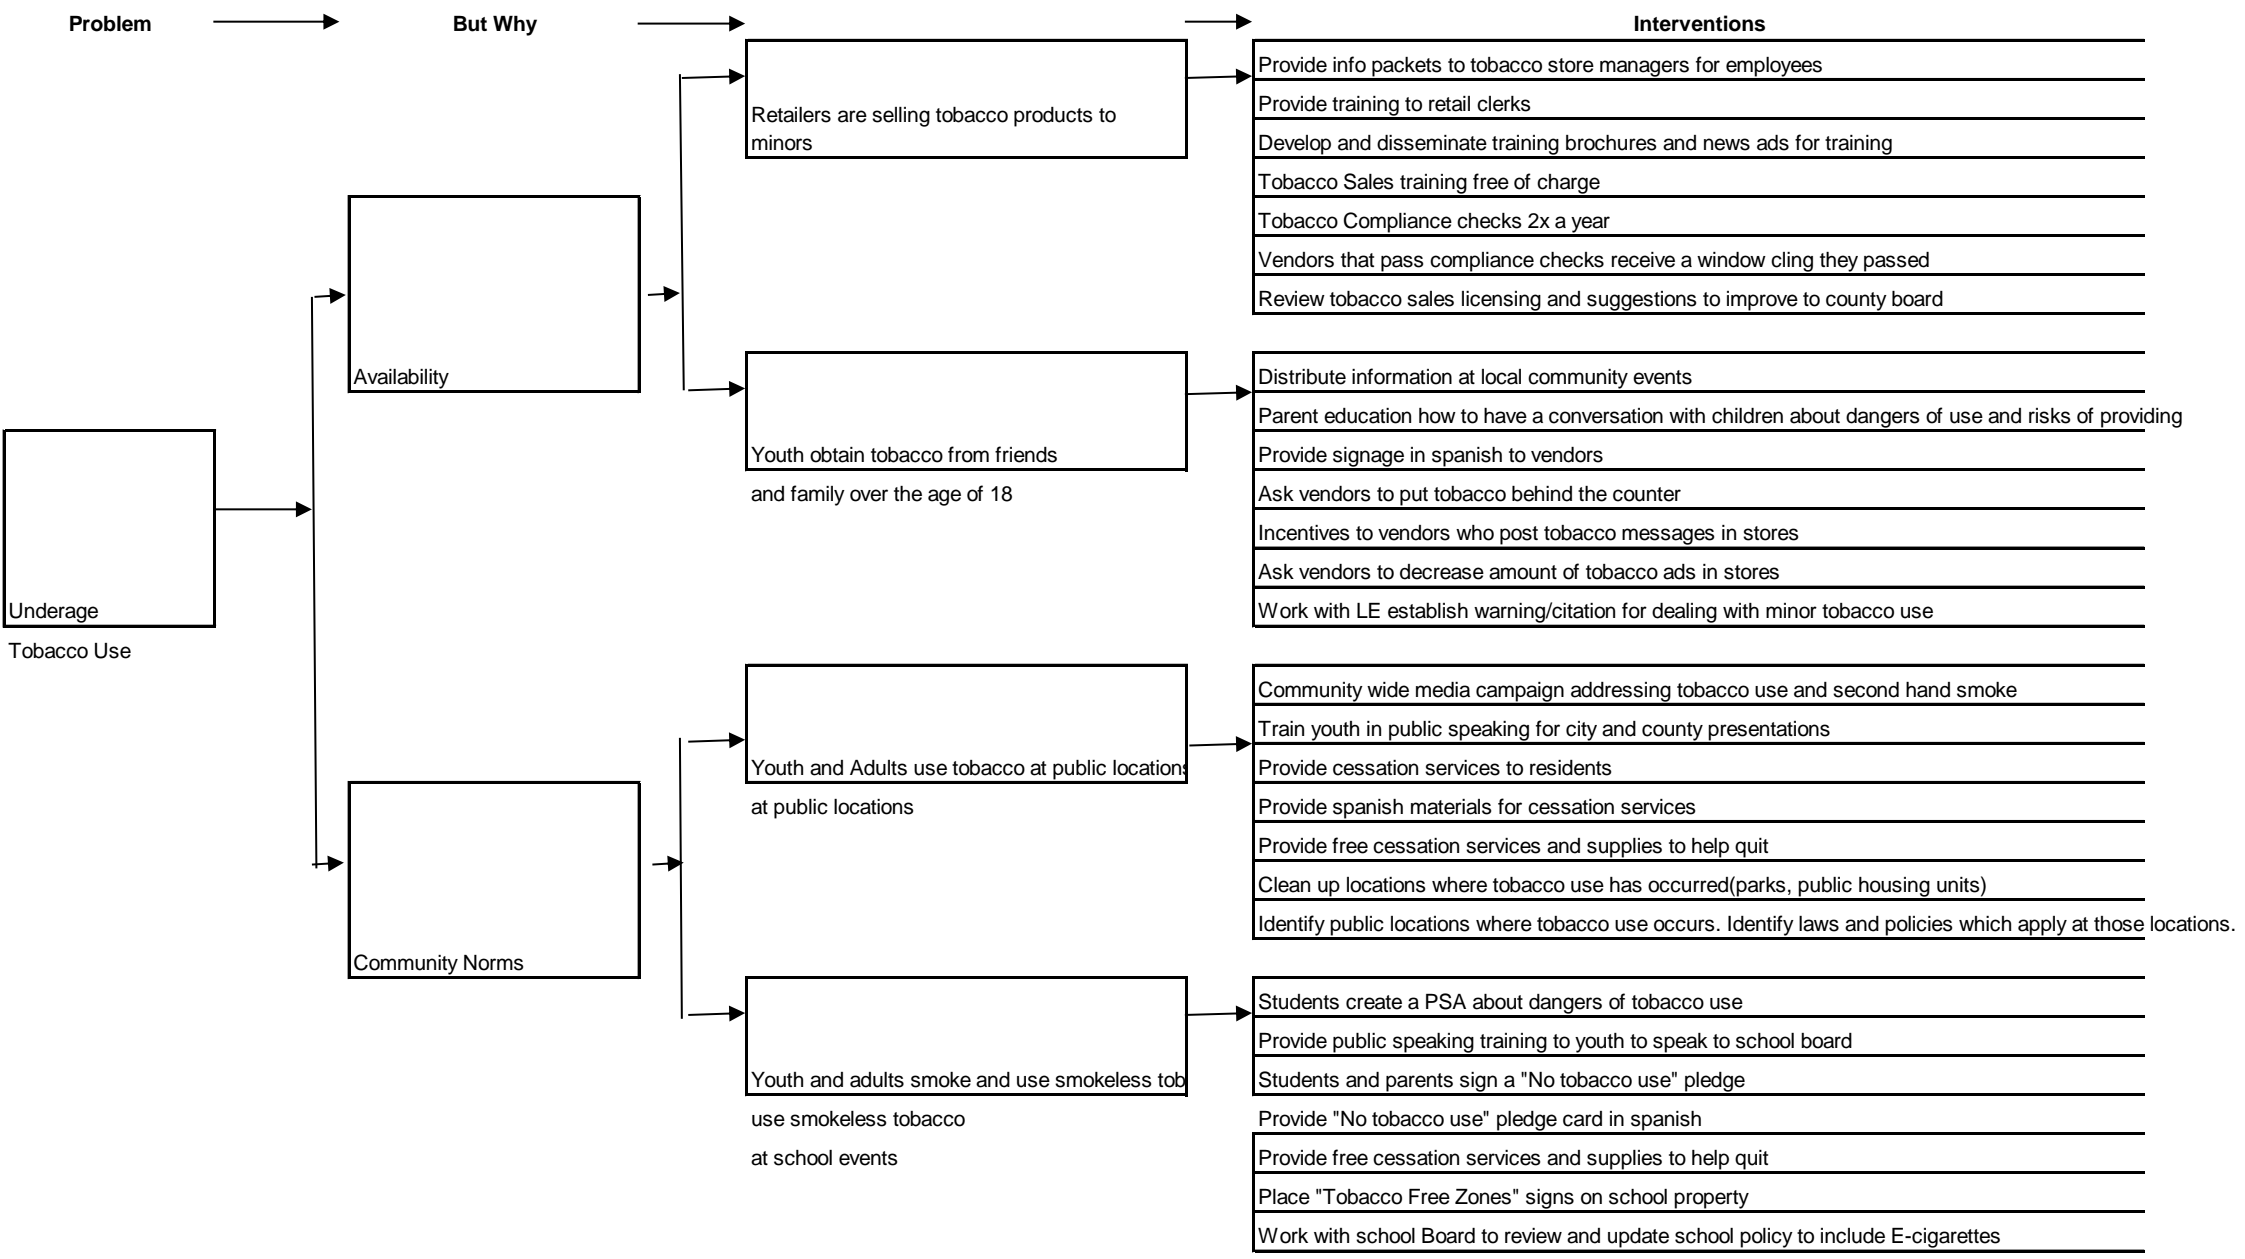 Problem
But Why
Interventions
Underage
Tobacco Use
Availability
Retailers are selling tobacco products to
minors
Provide info packets to tobacco store managers for employees
Provide training to retail clerks
Develop and disseminate training brochures and news ads for training
Tobacco Sales training free of charge
Tobacco Compliance checks 2x a year
Vendors that pass compliance checks receive a window cling they passed
Review tobacco sales licensing and suggestions to improve to county board
Youth obtain tobacco from friends
and family over the age of 18
Distribute information at local community events
Parent education how to have a conversation with children about dangers of use and risks of providing
Provide signage in spanish to vendors
Ask vendors to put tobacco behind the counter
Incentives to vendors who post tobacco messages in stores
Ask vendors to decrease amount of tobacco ads in stores
Work with LE establish warning/citation for dealing with minor tobacco use
Community Norms
Youth and Adults use tobacco at public locations
at public locations
Community wide media campaign addressing tobacco use and second hand smoke
Train youth in public speaking for city and county presentations
Provide cessation services to residents
Provide spanish materials for cessation services
Provide free cessation services and supplies to help quit
Clean up locations where tobacco use has occurred(parks, public housing units)
Identify public locations where tobacco use occurs. Identify laws and policies which apply at those locations.
Youth and adults smoke and use smokeless tob
use smokeless tobacco
at school events
Students create a PSA about dangers of tobacco use
Provide public speaking training to youth to speak to school board
Students and parents sign a "No tobacco use" pledge
Provide "No tobacco use" pledge card in spanish
Provide free cessation services and supplies to help quit
Place "Tobacco Free Zones" signs on school property
Work with school Board to review and update school policy to include E-cigarettes